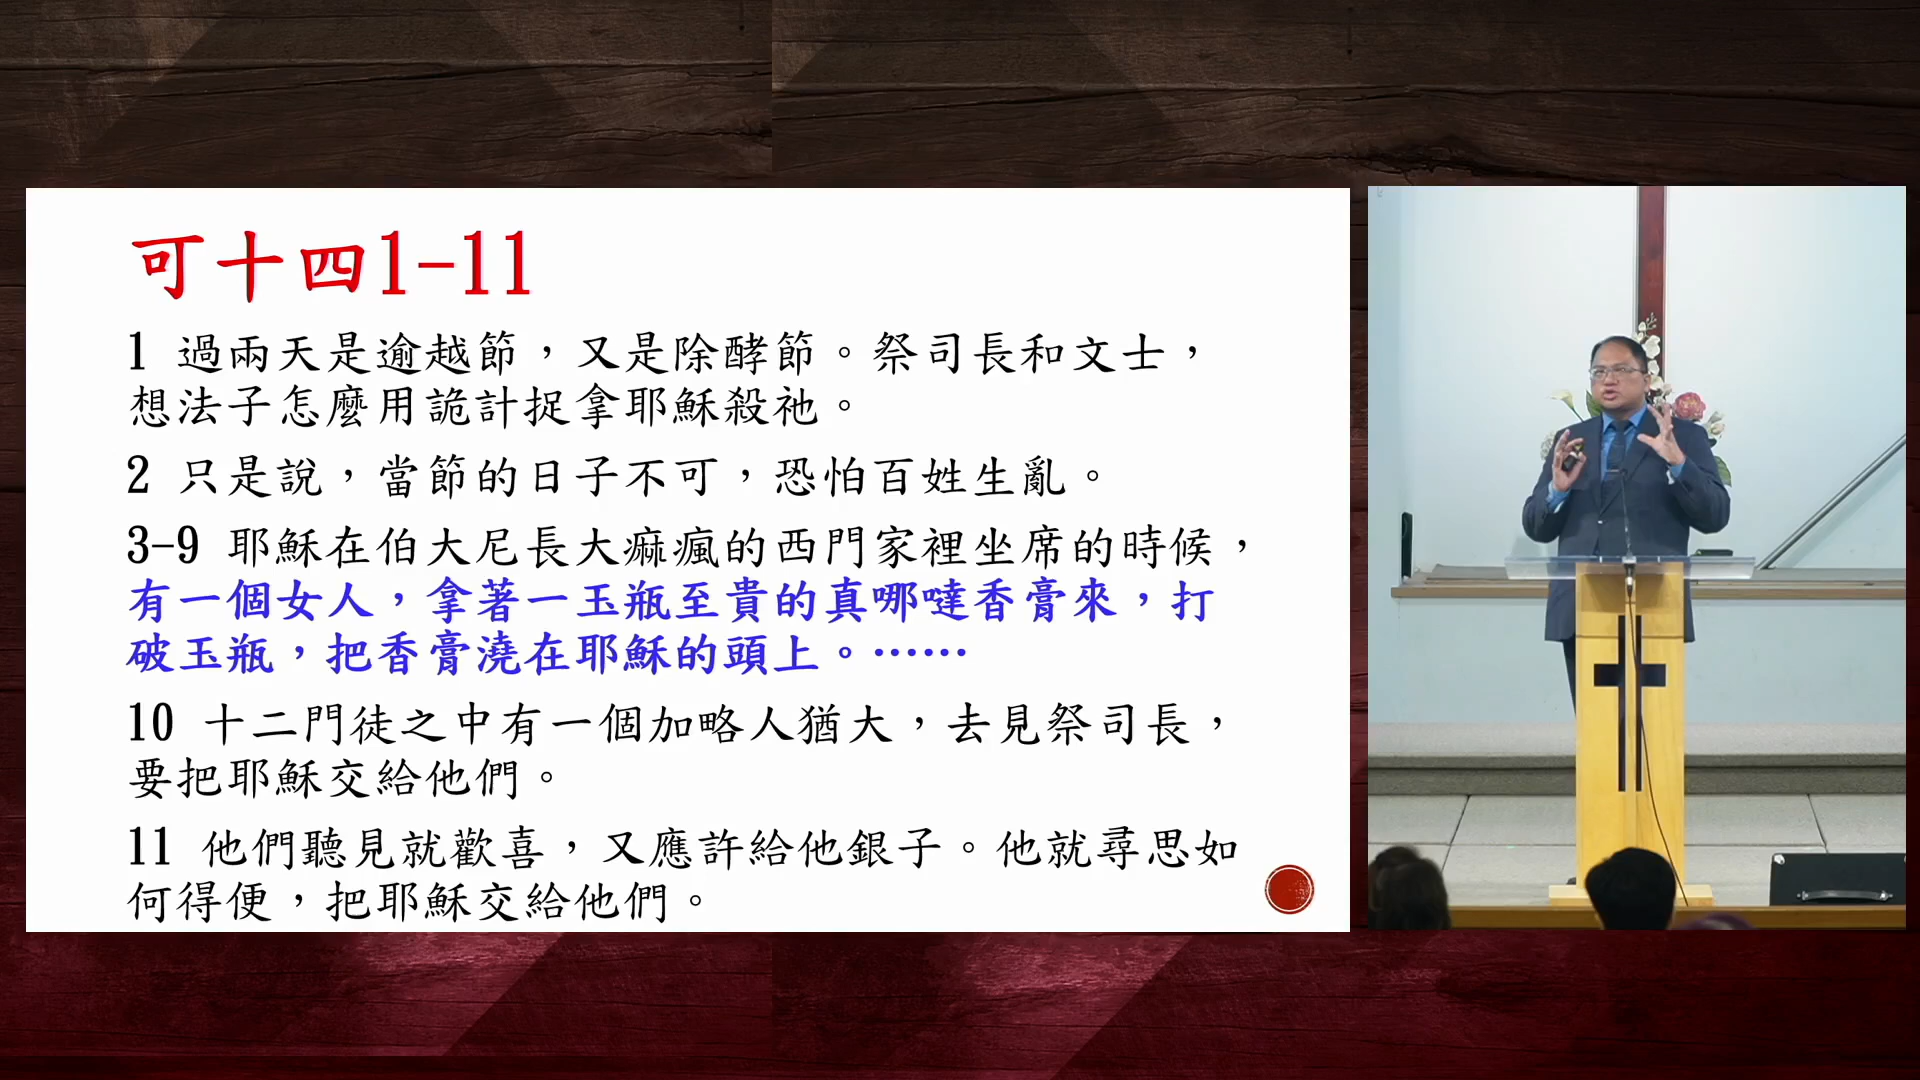 可十四1-11
1 過兩天是逾越節，又是除酵節。祭司長和文士，
想法子怎麼用詭計捉拿耶穌殺祂。
2 只是說，當節的日子不可，恐怕百姓生亂。
3-9 耶穌在伯大尼長大痲瘋的西門家裡坐席的時候，
有一個女人，拿著一玉瓶至貴的真哪噠香膏來，打
破玉瓶，把香膏澆在耶穌的頭上。……
10 十二門徒之中有一個加略人猶大，去見祭司長，
要把耶穌交給他們。
11 他們聽見就歡喜，又應許給他銀子。他就尋思如
何得便，把耶穌交給他們。